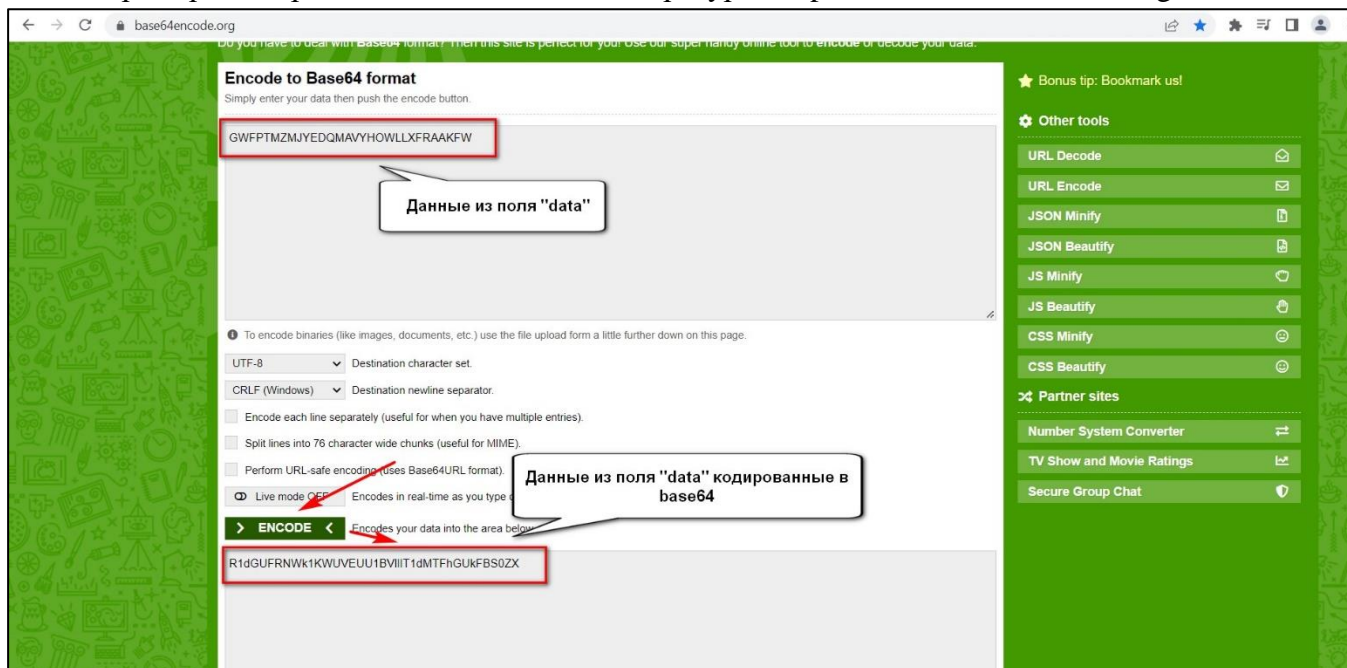 base64encode.org
Do you have to deal with Base64 format? Then this site is perfect for you! Use our super handy online tool to encode or decode your data.
Encode to Base64 format
Simply enter your data then push the encode button.
GWFPTMZMJYEDQMAVYHOWLLXFRAAKFW
Данные из поля "data"
To encode binaries (like images, documents, etc.) use the file upload form a little further down on this page.
UTF-8 Destination character set.
CRLF (Windows) Destination newline separator.
Encode each line separately (useful for when you have multiple entries).
Split lines into 76 character wide chunks (useful for MIME).
Perform URL-safe encoding (uses Base64URL format).
Live mode OFF Encodes in real-time as you type
Данные из поля "data" кодированные в
base64
> ENCODE < Encodes your data into the area below
R1dGUFRNWk1KWUVEUU1BVllIT1dMTFhGUkFBS0ZX
Bonus tip: Bookmark us!
Other tools
URL Decode
URL Encode
JSON Minify
JSON Beautify
JS Minify
JS Beautify
CSS Minify
CSS Beautify
Partner sites
Number System Converter
TV Show and Movie Ratings
Secure Group Chat